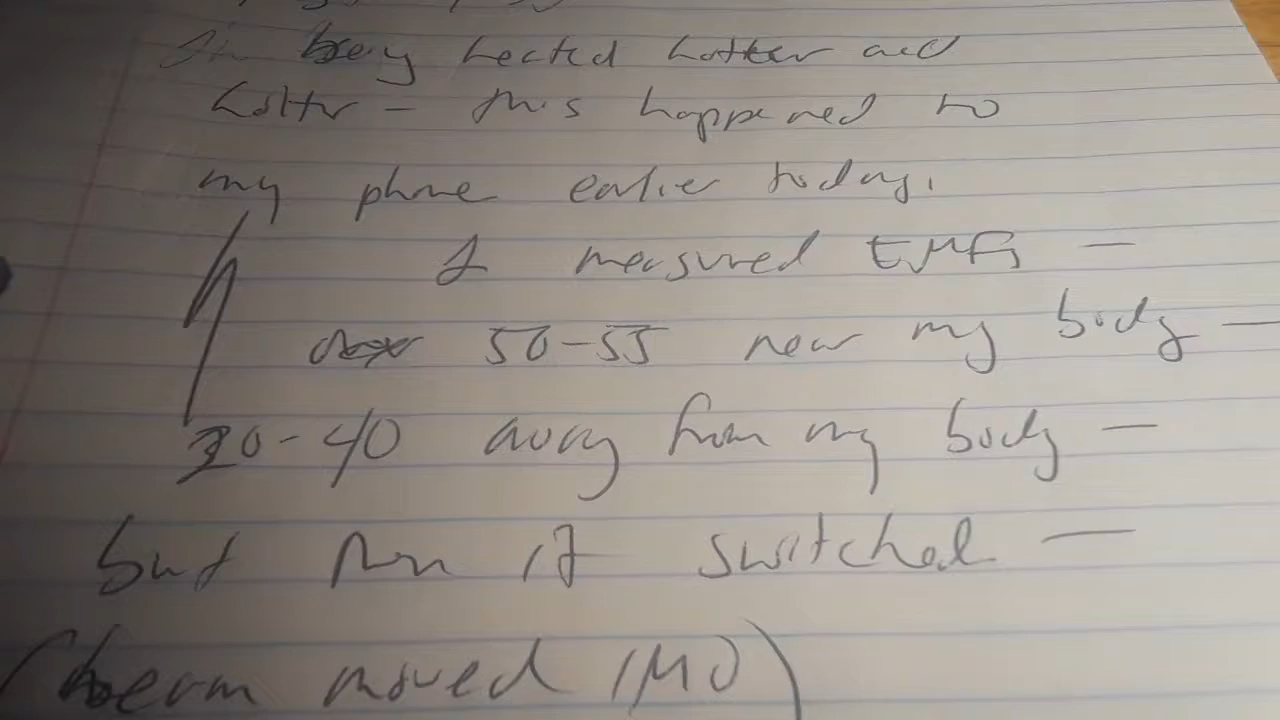 I'm being heated hotter and
hotter - this happened to
my phone earlier today.
I measured EMFs -
50-55 near my body -
30-40 away from my body -
but then it switched -
(beam moved IMO)